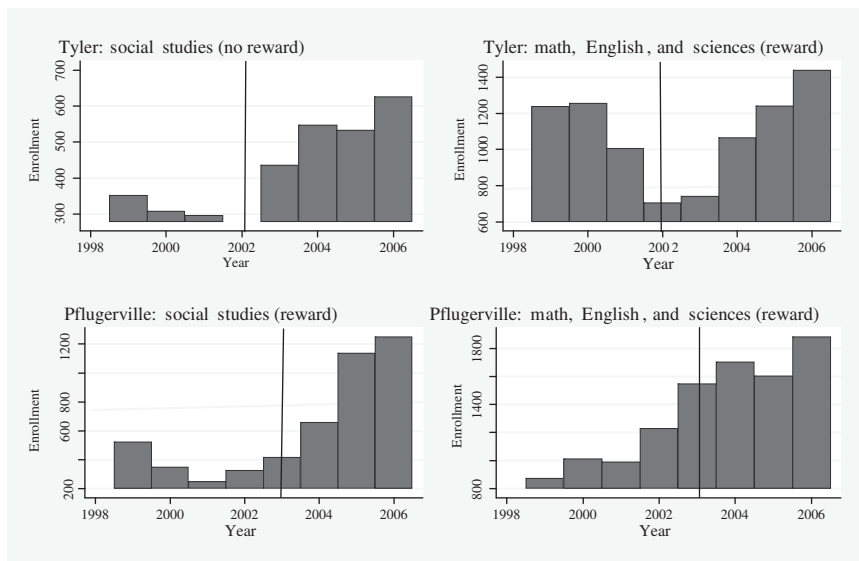 Tyler: social studies (no reward)
700
600
500
400
300
Enrollment
1998 2000 2002 2004 2006
Year
Tyler: math, English, and sciences (reward)
1400
1200
1000
800
600
Enrollment
1998 2000 2002 2004 2006
Year
Pflugerville: social studies (reward)
1200
800
600
200
Enrollment
1998 2000 2002 2004 2006
Year
Pflugerville: math, English, and sciences (reward)
1800
1400
800
Enrollment
1998 2000 2002 2004 2006
Year